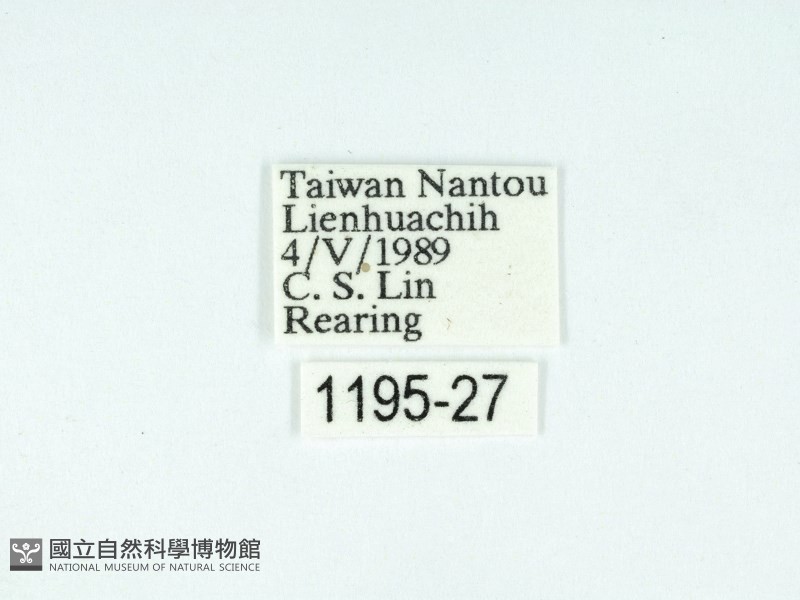 Taiwan Nantou
Lienhuachih
4/V/1989
C. S. Lin
Rearing
1195-27
國立自然科學博物館
NATIONAL MUSEUM OF NATURAL SCIENCE